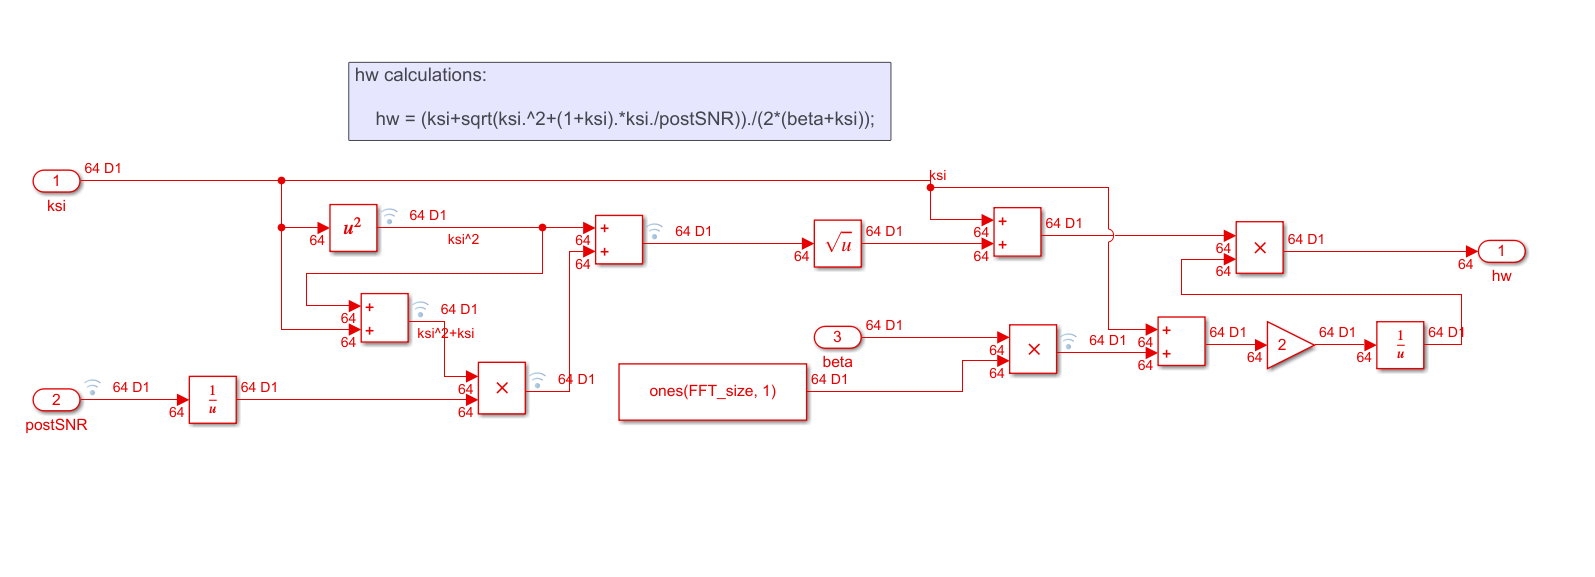 hw calculations:
hw = (ksi+sqrt(ksi.^2+(1+ksi).*ksi./postSNR))./(2*(beta+ksi));
1
64 D1
ksi
64
u²
64 D1
ksi^2
64
64
+
+
64 D1
64
√u
64 D1
ksi
64
64
+
+
64 D1
64
64
×
64 D1
64
1
hw
64
64
+
+
64 D1
ksi^2+ksi
64
64
×
64 D1
2
postSNR
64 D1
64
1
u
64 D1
3
beta
64 D1
ones(FFT_size, 1)
64 D1
64
64
×
64 D1
64
64
+
+
64 D1
64
2
64 D1
64
1
u
64 D1